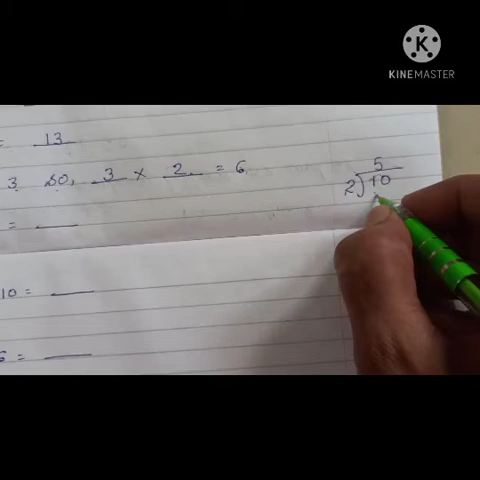 K
KINEMASTER
= 13
3 so, 3 x 2 = 6
5
2)10
=
10 =
6 =